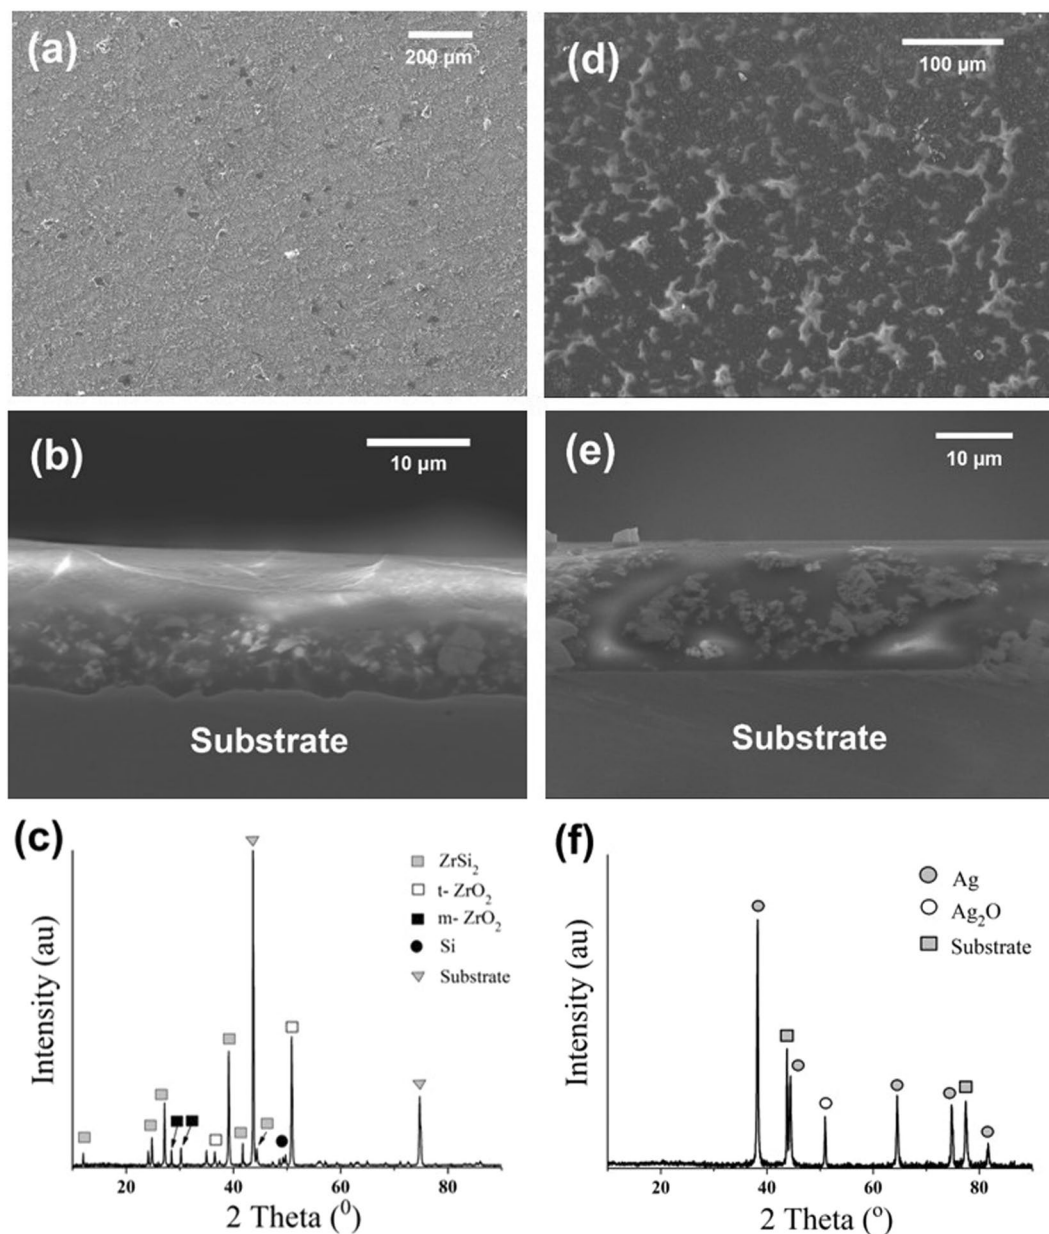 (a)
200 μm
(d)
100 μm
(b)
10 μm
Substrate
(e)
10 μm
Substrate
(c)
Intensity (au)
ZrSi₂
t- ZrO₂
m- ZrO₂
Si
Substrate
20 40 60 80
2 Theta (⁰)
(f)
Intensity (au)
Ag
Ag₂O
Substrate
20 40 60 80
2 Theta (°)